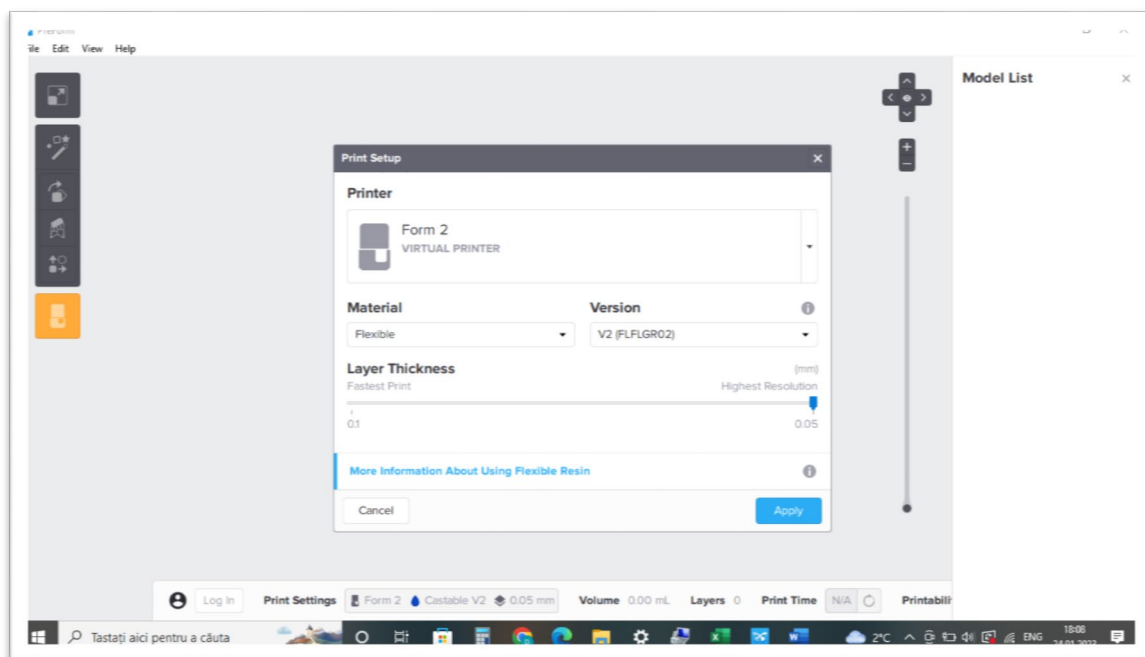 File Edit View Help
Model List
Print Setup
Printer
Form 2
VIRTUAL PRINTER
Material
Version
Flexible
V2 (FLFLGR02)
Layer Thickness
(mm)
Fastest Print
Highest Resolution
0.1
0.05
More Information About Using Flexible Resin
Cancel
Apply
Log In
Print Settings
Form 2
Castable V2
0.05 mm
Volume 0.00 mL
Layers 0
Print Time
N/A
Printabili
Tastați aici pentru a căuta
2°C
ENG
18:08